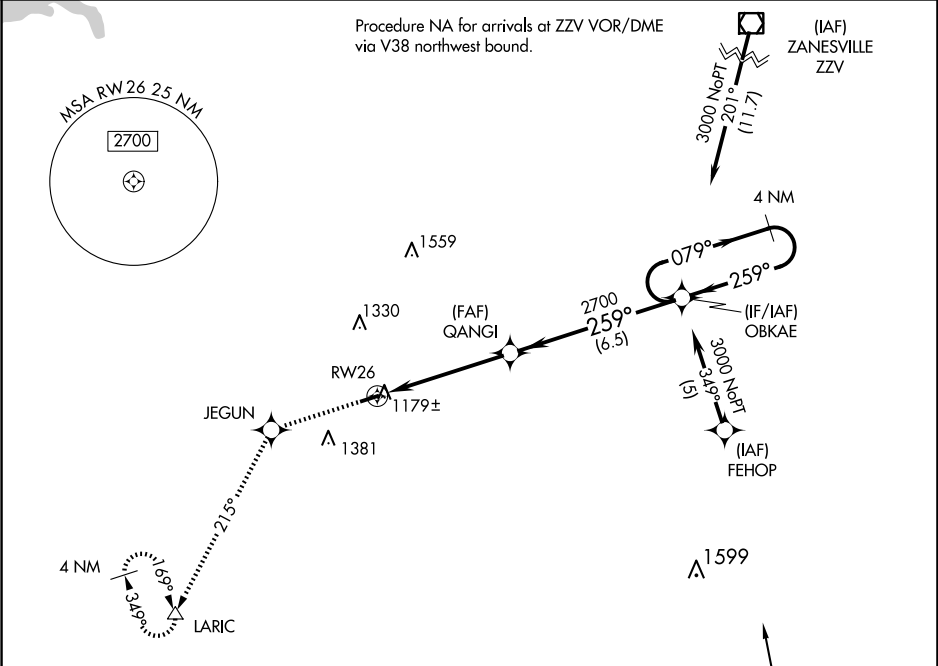 Procedure NA for arrivals at ZZV VOR/DME
via V38 northwest bound.
(IAF)
ZANESVILLE
ZZV
3000 NoPT
201°
(11.7)
MSA RW26 25 NM
2700
4 NM
079°
259°
1559
(IF/IAF)
OBKAE
2700
259°
(6.5)
1330
(FAF)
QANGI
3000 NoPT
349°
(5)
RW26
1179±
JEGUN
1381
(IAF)
FEHOP
215°
1599
4 NM
169°
349°
LARIC